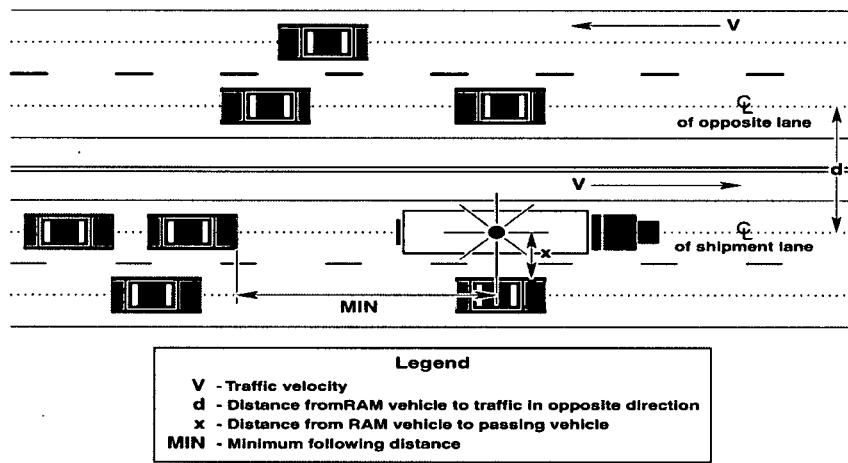 V
℄
of opposite lane
d
V
℄
of shipment lane
x
MIN
Legend
V - Traffic velocity
d - Distance fromRAM vehicle to traffic in opposite direction
x - Distance from RAM vehicle to passing vehicle
MIN - Minimum following distance